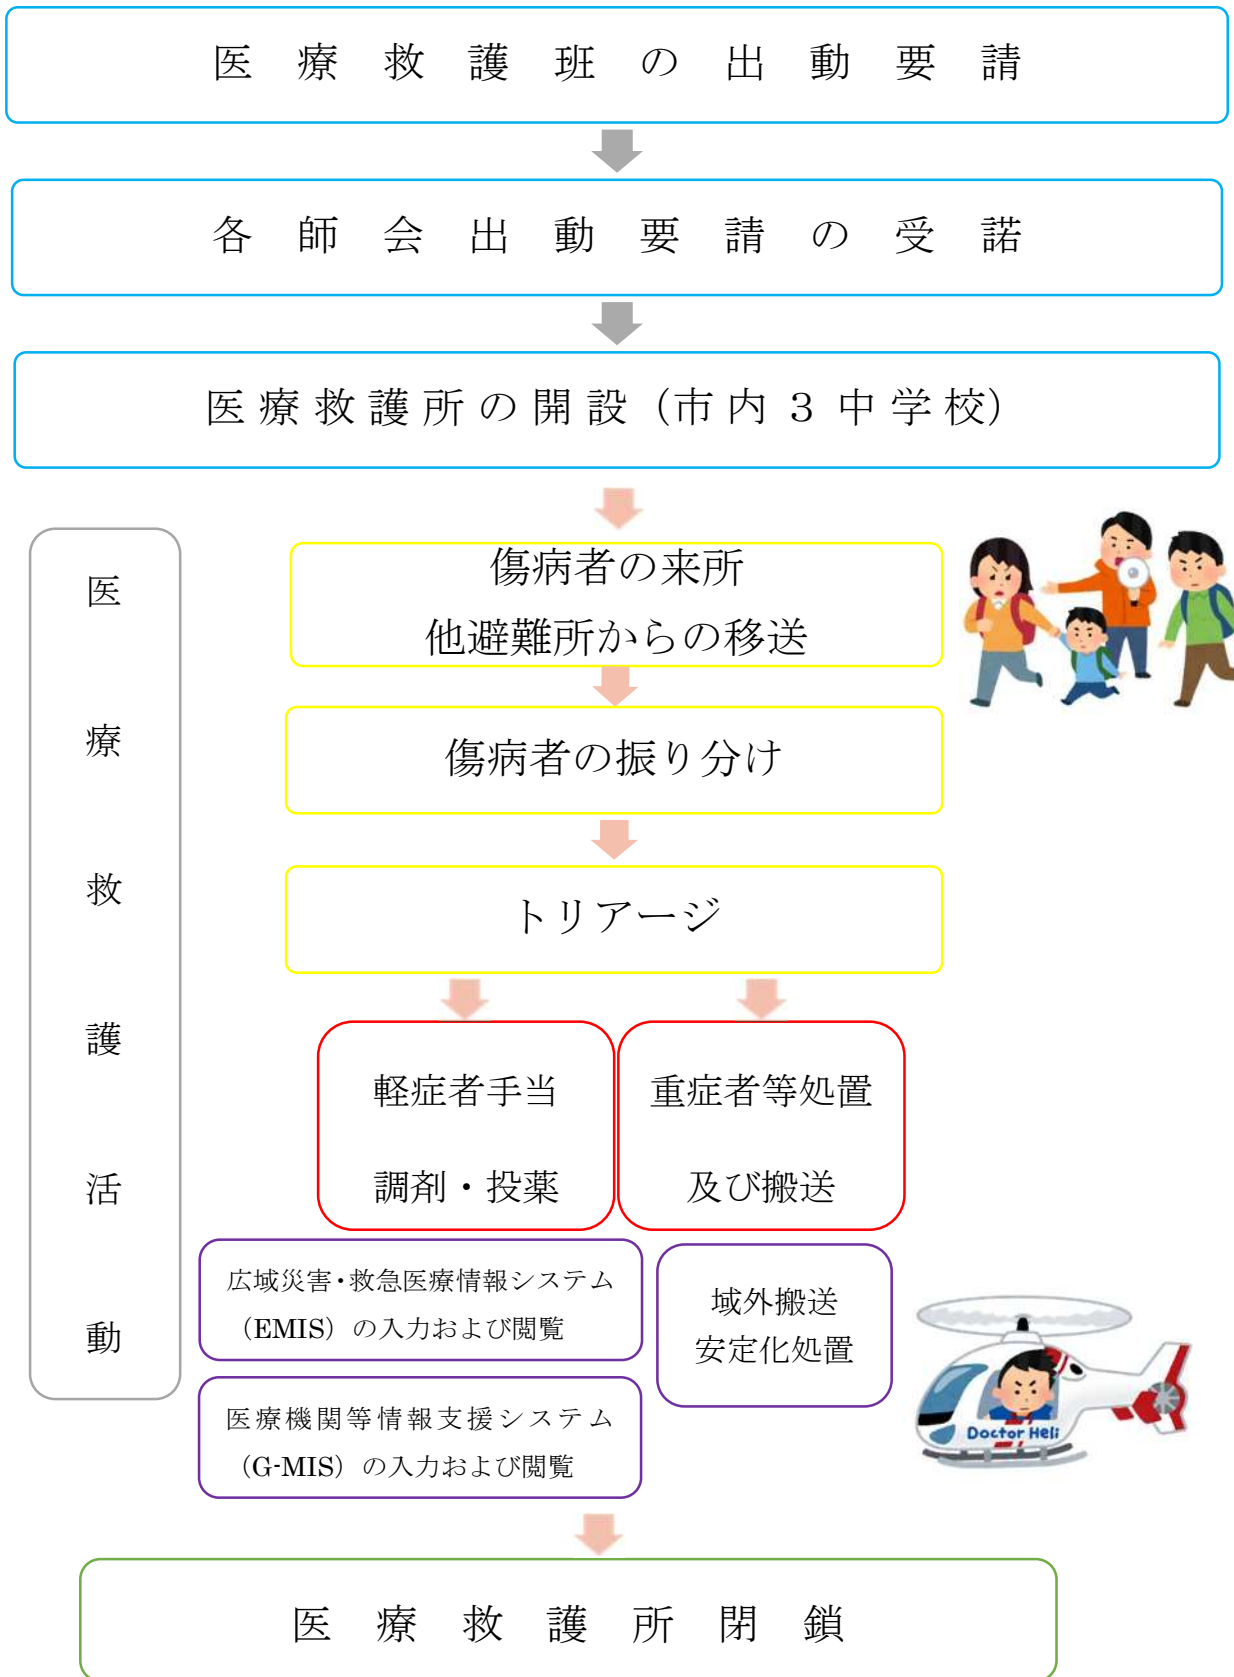 医療救護班の出動要請
各師会出動要請の受諾
医療救護所の開設（市内３中学校）
医療救護活動
傷病者の来所
他避難所からの移送
傷病者の振り分け
トリアージ
軽症者手当
調剤・投薬
重症者等処置
及び搬送
広域災害・救急医療情報システム
（EMIS）の入力および閲覧
域外搬送
安定化処置
医療機関等情報支援システム
（G-MIS）の入力および閲覧
Doctor Heli
医療救護所閉鎖